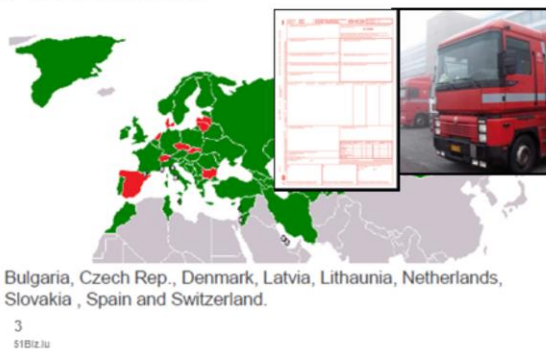 Bulgaria, Czech Rep., Denmark, Latvia, Lithaunia, Netherlands,
Slovakia , Spain and Switzerland.
3
51Biz.lu